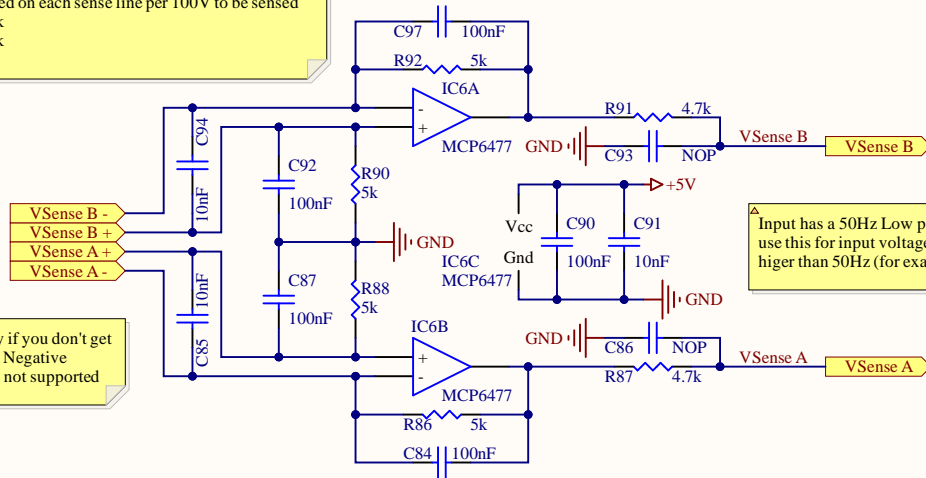 ed on each sense line per 100V to be sensed
k
k
C97 100nF
R92 5k
IC6A
-
+
MCP6477
R91 4.7k
GND C93 NOP
VSense B
VSense B
C94
10nF
C92
100nF
R90
5k
+5V
Vcc
C90
100nF
C91
10nF
Gnd
GND
VSense B -
VSense B +
VSense A +
VSense A -
GND
IC6C
MCP6477
Input has a 50Hz Low p
use this for input voltage
higer than 50Hz (for exa
10nF
C85
C87
100nF
R88
5k
y if you don't get
Negative
not supported
IC6B
+
-
MCP6477
GND C86 NOP
R87 4.7k
VSense A
VSense A
R86 5k
C84 100nF